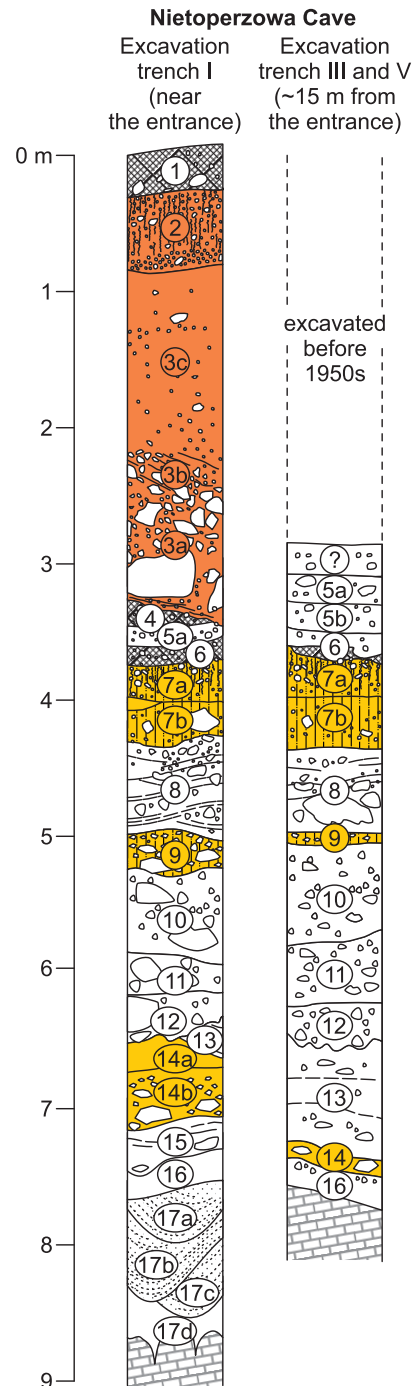 Nietoperzowa Cave
Excavation
trench I
(near
the entrance)
Excavation
trench III and V
(~15 m from
the entrance)
0 m
1
2
3
4
5
6
7
8
9
1
2
3c
3b
3a
4
5a
6
7a
7b
8
9
10
11
12
13
14a
14b
15
16
17a
17b
17c
17d
excavated
before
1950s
?
5a
5b
6
7a
7b
8
9
10
11
12
13
14
16